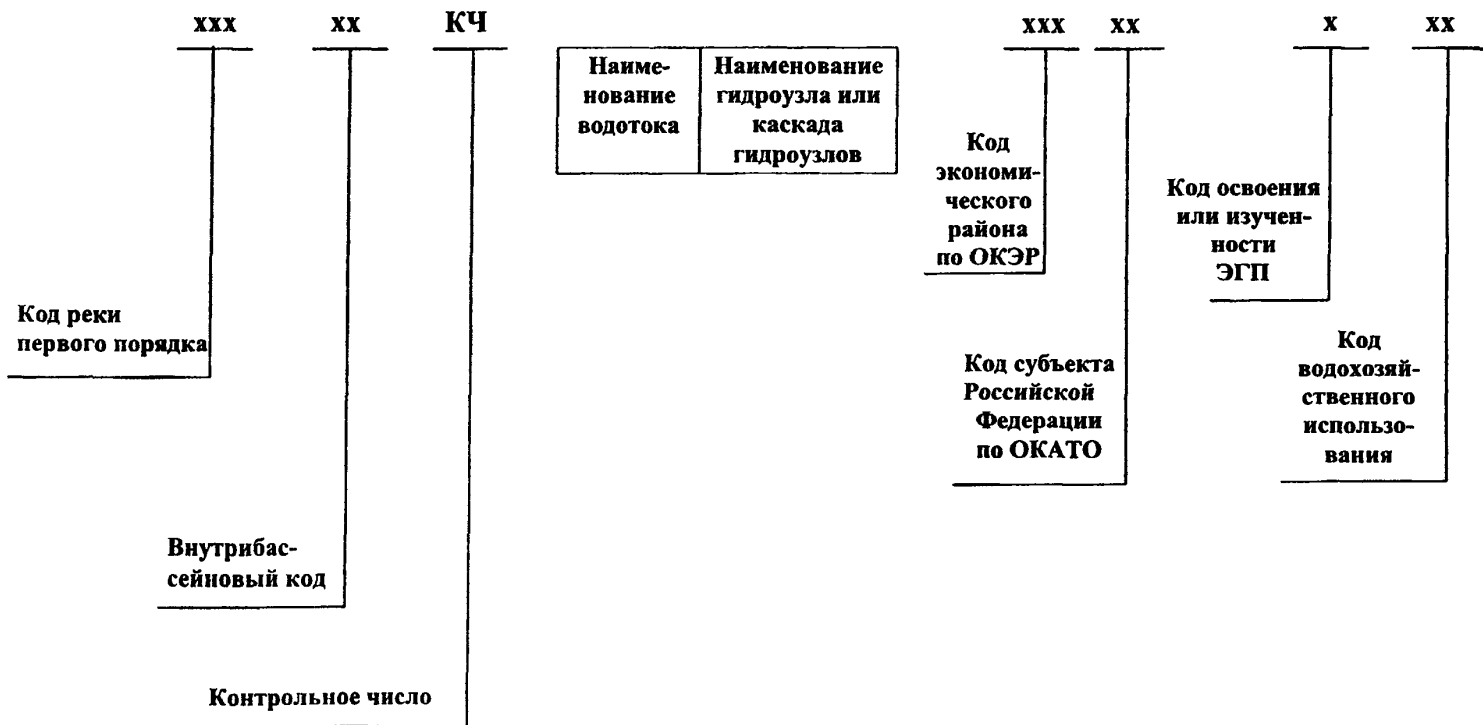 xxx xx КЧ xxx xx x xx
Наиме-
нование
водотока
Наименование
гидроузла или
каскада
гидроузлов
Код
экономи-
ческого
района
по ОКЭР
Код освоения
или изучен-
ности
ЭГП
Код реки
первого порядка
Код субъекта
Российской
Федерации
по ОКАТО
Код
водохозяй-
ственного
использо-
вания
Внутрибас-
сейновый код
Контрольное число